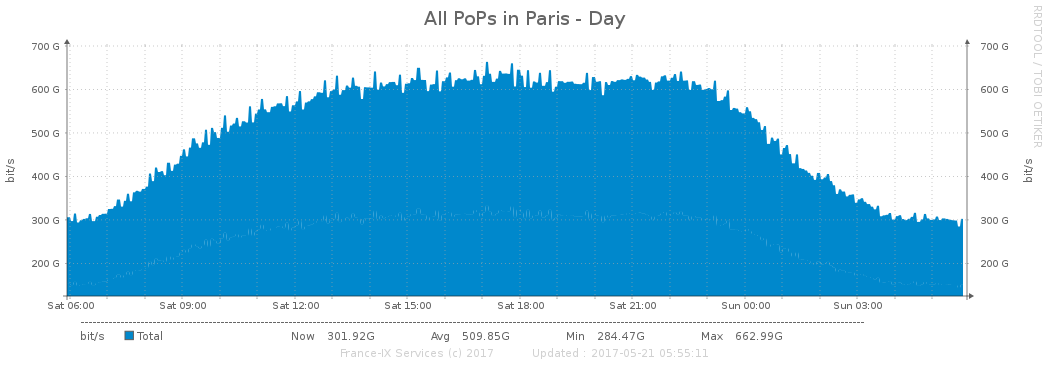 All PoPs in Paris - Day
RRDTOOL / TOBI OETIKER
700 G 700 G
600 G 600 G
500 G 500 G
400 G 400 G
300 G 300 G
200 G 200 G
bit/s bit/s
Sat 06:00 Sat 09:00 Sat 12:00 Sat 15:00 Sat 18:00 Sat 21:00 Sun 00:00 Sun 03:00
bit/s Total Now 301.92G Avg 509.85G Min 284.47G Max 662.99G
France-IX Services (c) 2017 Updated : 2017-05-21 05:55:11